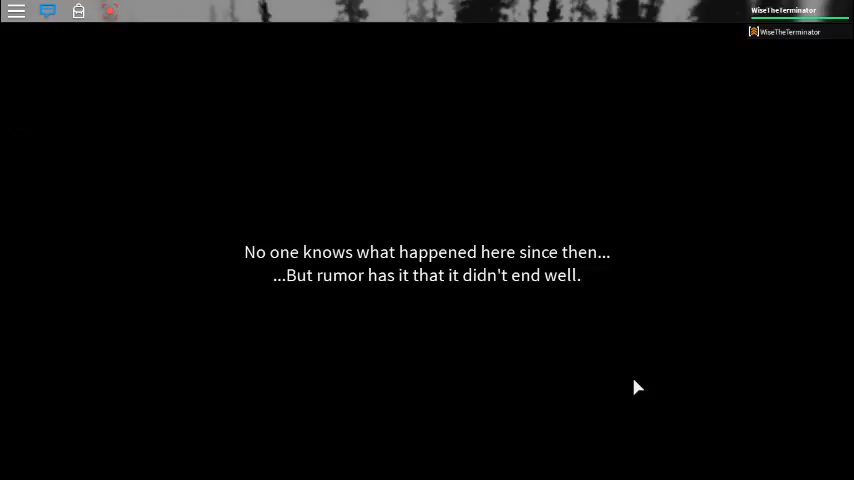 WiseTheTerminator
WiseTheTerminator
No one knows what happened here since then...
...But rumor has it that it didn't end well.